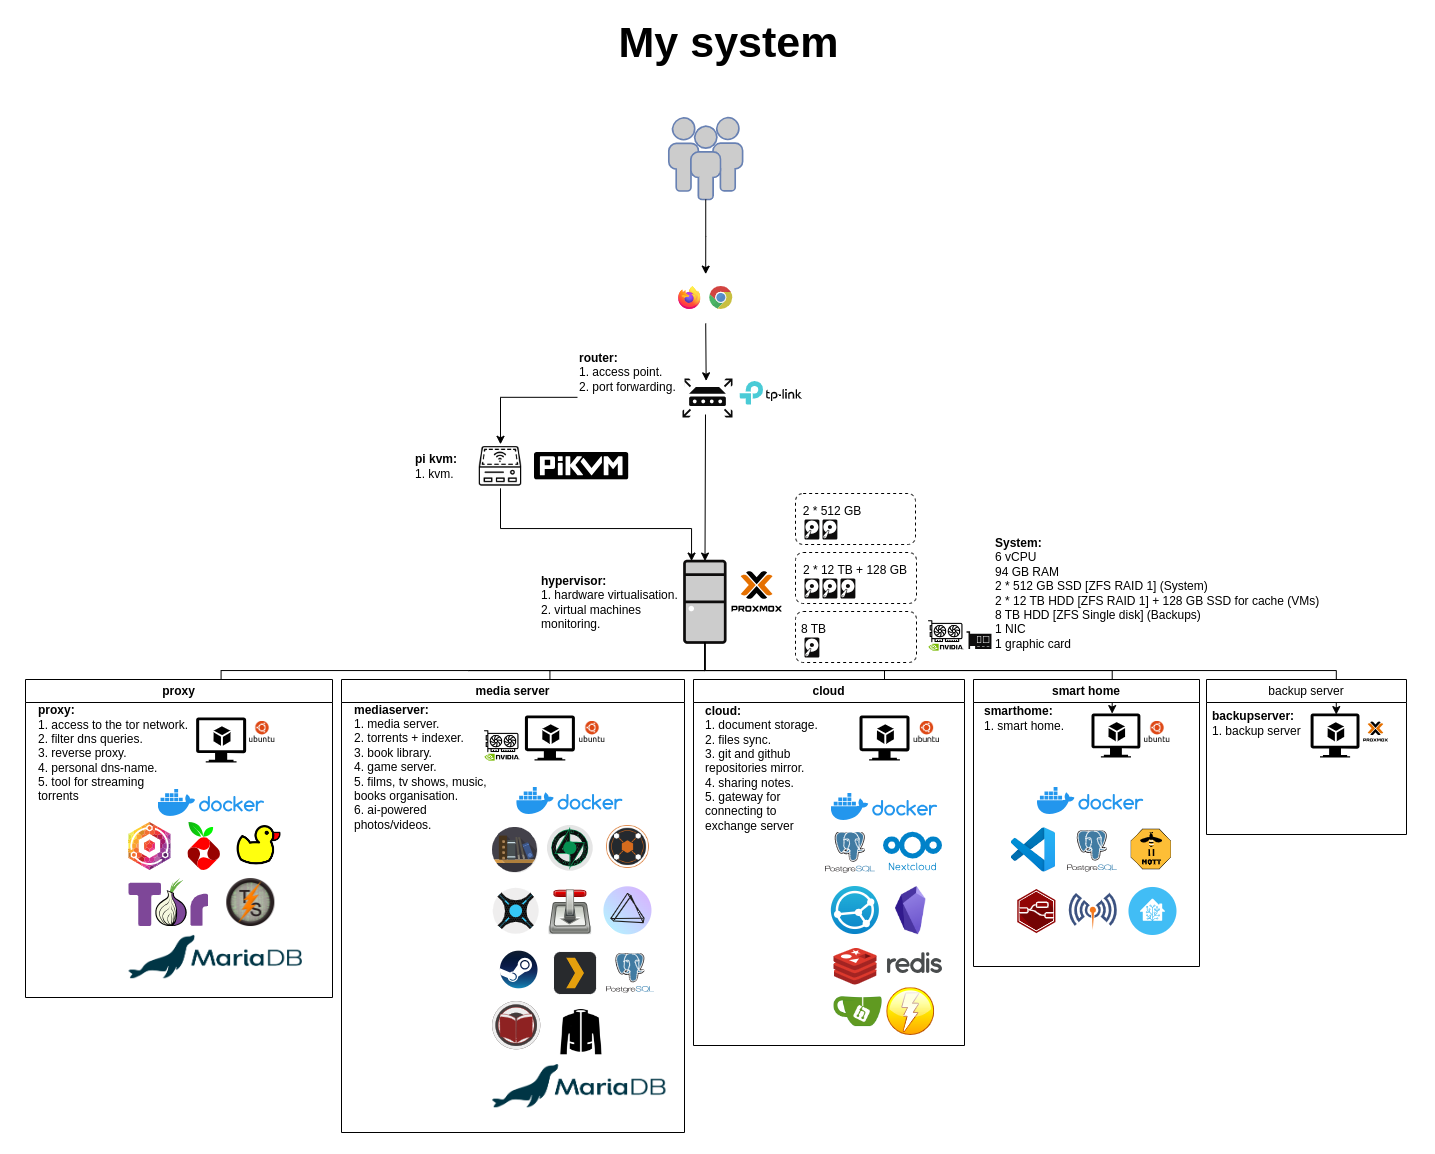 My system
router:
1. access point.
2. port forwarding.
tp-link
pi kvm:
1. kvm.
PiKVM
2 * 512 GB
2 * 12 TB + 128 GB
8 TB
System:
6 vCPU
94 GB RAM
2 * 512 GB SSD [ZFS RAID 1] (System)
2 * 12 TB HDD [ZFS RAID 1] + 128 GB SSD for cache (VMs)
8 TB HDD [ZFS Single disk] (Backups)
1 NIC
1 graphic card
NVIDIA
hypervisor:
1. hardware virtualisation.
2. virtual machines
monitoring.
PROXMOX
proxy
proxy:
1. access to the tor network.
2. filter dns queries.
3. reverse proxy.
4. personal dns-name.
5. tool for streaming
torrents
ubuntu
docker
Tor
TS
MariaDB
media server
mediaserver:
1. media server.
2. torrents + indexer.
3. book library.
4. game server.
5. films, tv shows, music,
books organisation.
6. ai-powered
photos/videos.
NVIDIA
ubuntu
docker
PostgreSQL
MariaDB
cloud
cloud:
1. document storage.
2. files sync.
3. git and github
repositories mirror.
4. sharing notes.
5. gateway for
connecting to
exchange server
ubuntu
docker
PostgreSQL
Nextcloud
redis
smart home
smarthome:
1. smart home.
ubuntu
docker
PostgreSQL
MQTT
backup server
backupserver:
1. backup server
PROXMOX